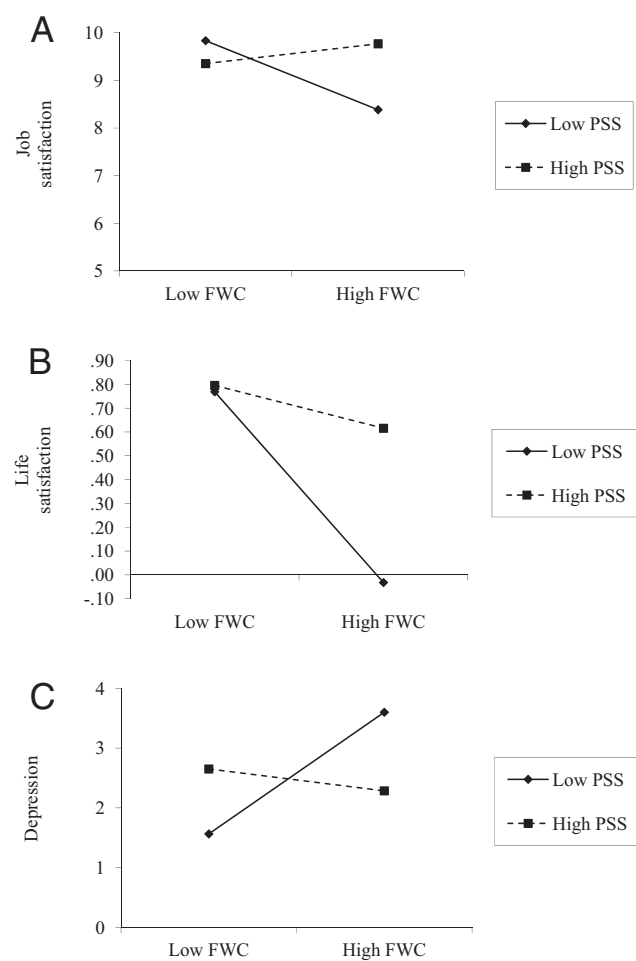 A
10
9
8
7
6
5
Job
satisfaction
Low FWC
High FWC
Low PSS
High PSS
B
.90
.80
.70
.60
.50
.40
.30
.20
.10
.00
-.10
Life
satisfaction
Low FWC
High FWC
Low PSS
High PSS
C
4
3
2
1
0
Depression
Low FWC
High FWC
Low PSS
High PSS